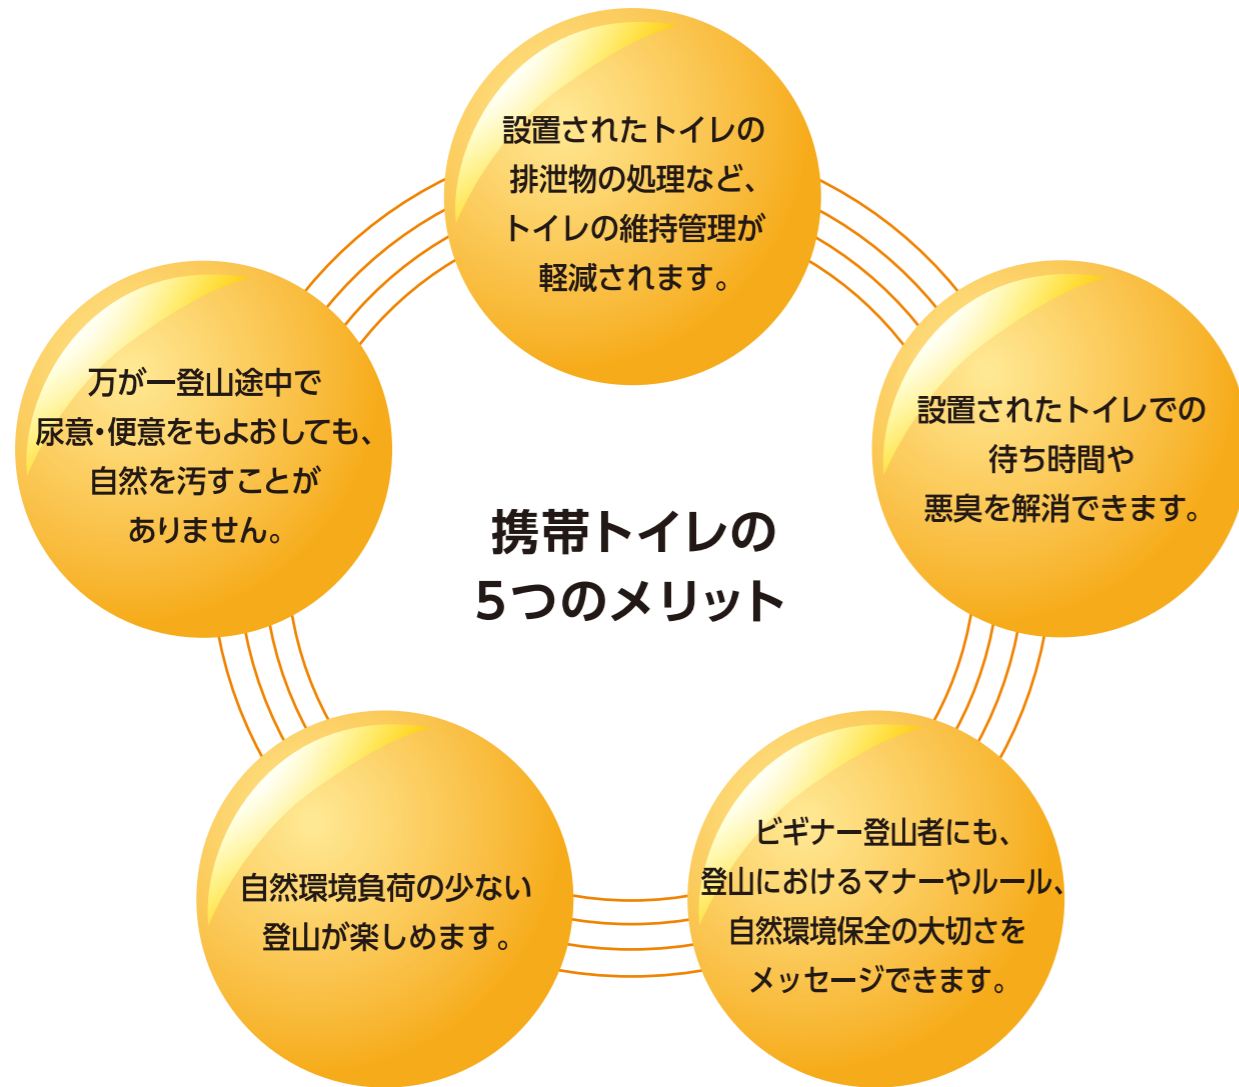 設置されたトイレの
排泄物の処理など、
トイレの維持管理が
軽減されます。
万が一登山途中で
尿意・便意をもよおしても、
自然を汚すことが
ありません。
設置されたトイレでの
待ち時間や
悪臭を解消できます。
携帯トイレの
5つのメリット
自然環境負荷の少ない
登山が楽しめます。
ビギナー登山者にも、
登山におけるマナーやルール、
自然環境保全の大切さを
メッセージできます。